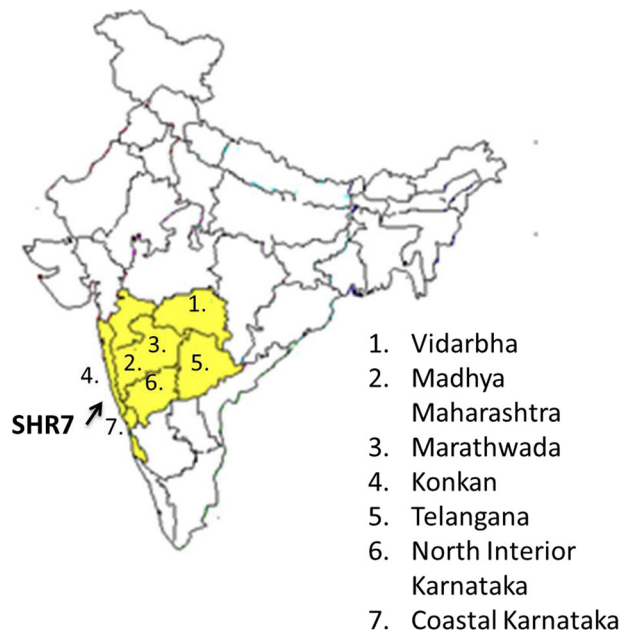 1.
3.
2.
5.
4.
6.
SHR7
7.
1. Vidarbha
2. Madhya
Maharashtra
3. Marathwada
4. Konkan
5. Telangana
6. North Interior
Karnataka
7. Coastal Karnataka